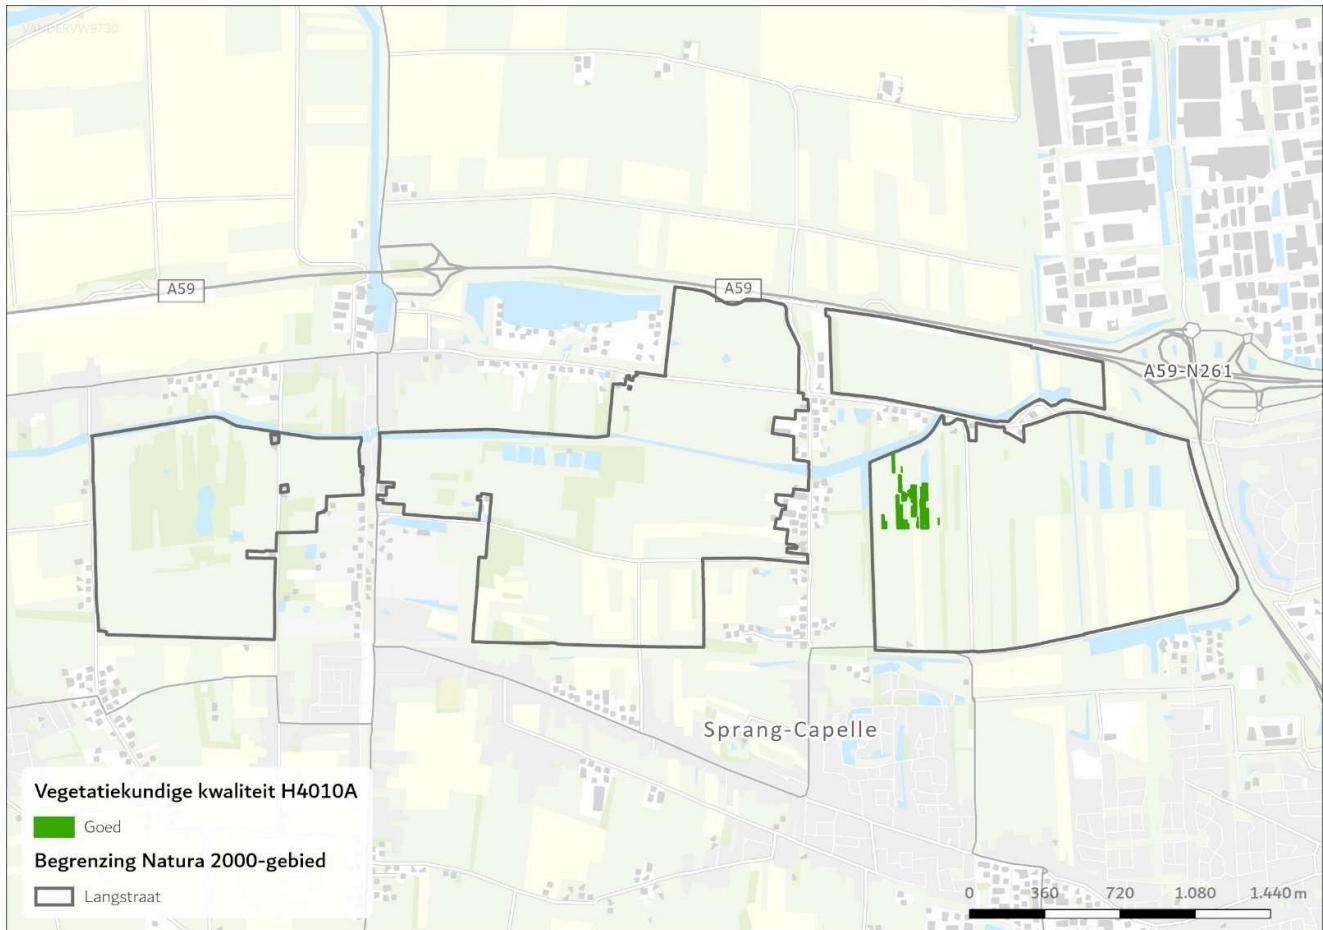 VANDERVW9730
A59
A59
A59-N261
Sprang-Capelle
Vegetatiekundige kwaliteit H4010A
Goed
Begrenzing Natura 2000-gebied
Langstraat
0 360 720 1.080 1.440 m